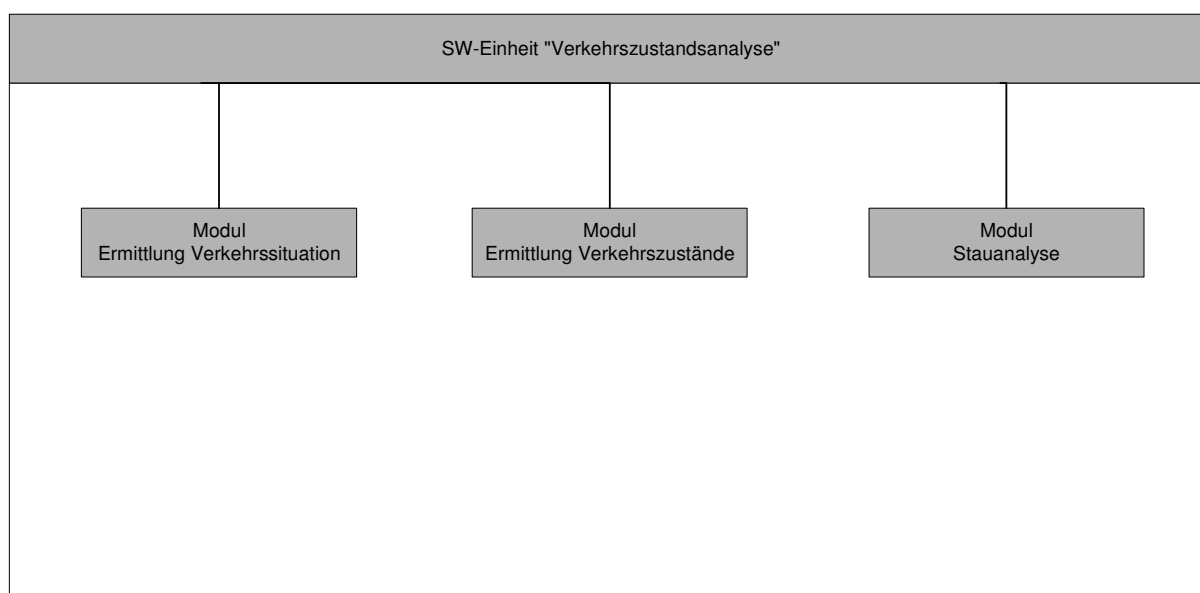 SW-Einheit "Verkehrszustandsanalyse"
Modul
Ermittlung Verkehrssituation
Modul
Ermittlung Verkehrszustände
Modul
Stauanalyse